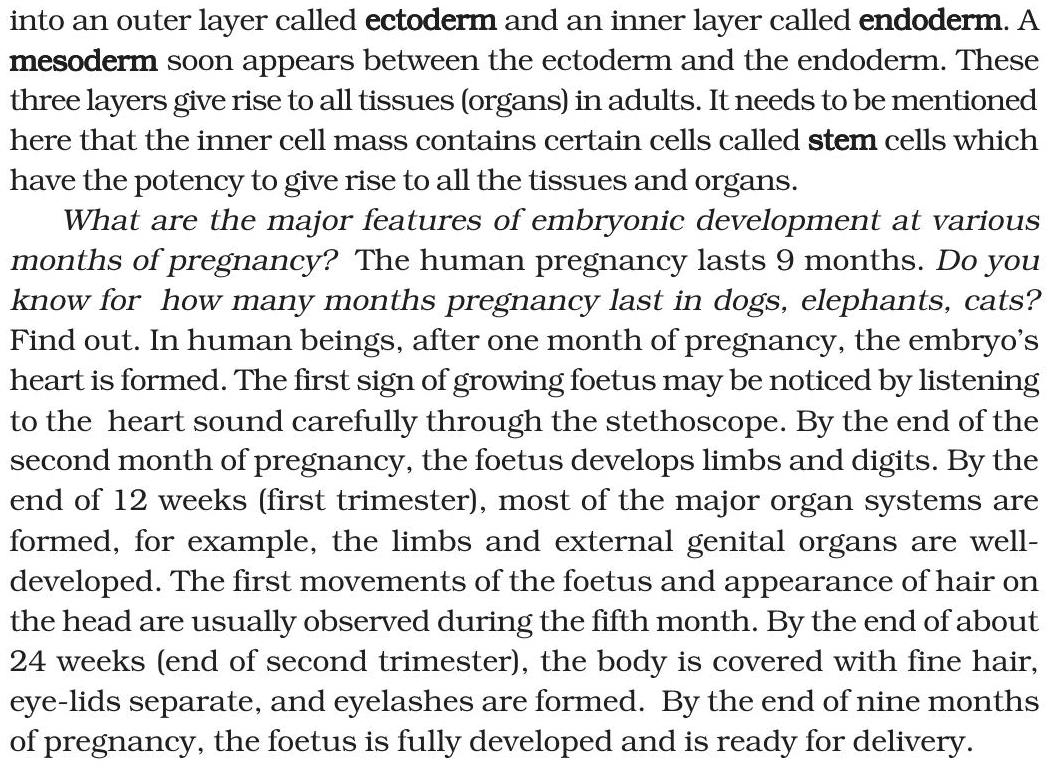 into an outer layer called ectoderm and an inner layer called endoderm. A
mesoderm soon appears between the ectoderm and the endoderm. These
three layers give rise to all tissues (organs) in adults. It needs to be mentioned
here that the inner cell mass contains certain cells called stem cells which
have the potency to give rise to all the tissues and organs.
What are the major features of embryonic development at various
months of pregnancy? The human pregnancy lasts 9 months. Do you
know for how many months pregnancy last in dogs, elephants, cats?
Find out. In human beings, after one month of pregnancy, the embryo’s
heart is formed. The first sign of growing foetus may be noticed by listening
to the heart sound carefully through the stethoscope. By the end of the
second month of pregnancy, the foetus develops limbs and digits. By the
end of 12 weeks (first trimester), most of the major organ systems are
formed, for example, the limbs and external genital organs are well-
developed. The first movements of the foetus and appearance of hair on
the head are usually observed during the fifth month. By the end of about
24 weeks (end of second trimester), the body is covered with fine hair,
eye-lids separate, and eyelashes are formed. By the end of nine months
of pregnancy, the foetus is fully developed and is ready for delivery.